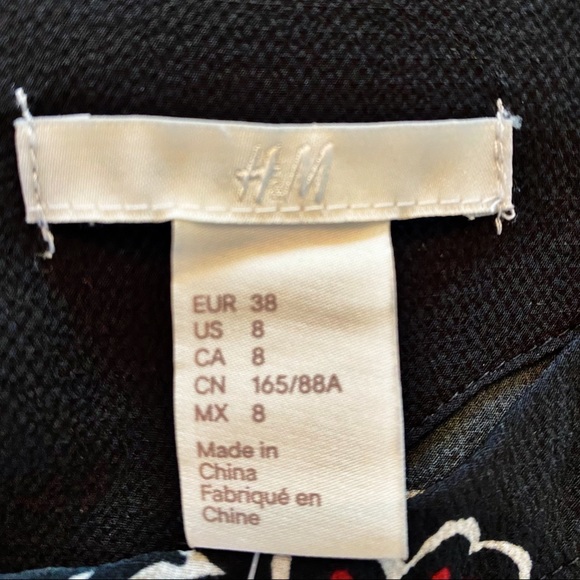 H&M
EUR 38
US 8
CA 8
CN 165/88A
MX 8
Made in
China
Fabriqué en
Chine